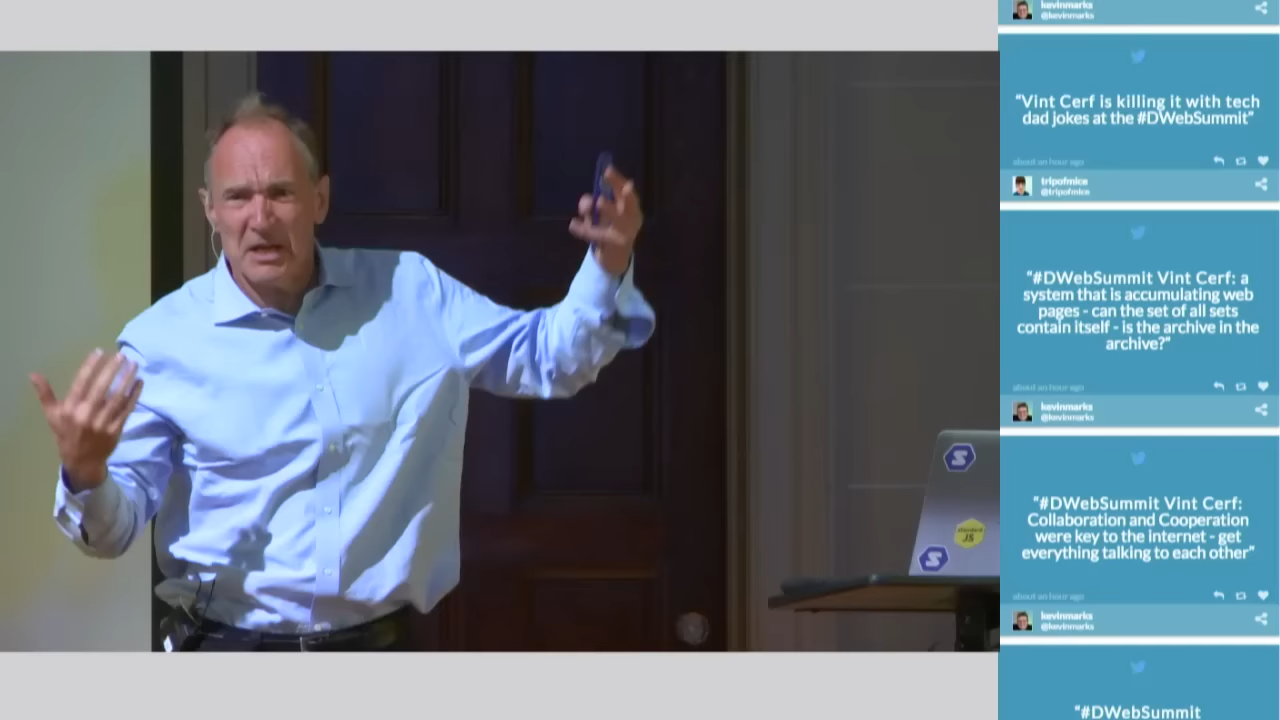 kevinmarks
@kevinmarks
"Vint Cerf is killing it with tech
dad jokes at the #DWebSummit"
about an hour ago
tripofmice
@tripofmice
"#DWebSummit Vint Cerf: a
system that is accumulating web
pages - can the set of all sets
contain itself - is the archive in the
archive?"
about an hour ago
kevinmarks
@kevinmarks
"#DWebSummit Vint Cerf:
Collaboration and Cooperation
were key to the internet - get
everything talking to each other"
about an hour ago
kevinmarks
@kevinmarks
"#DWebSummit
S
standard
JS
S